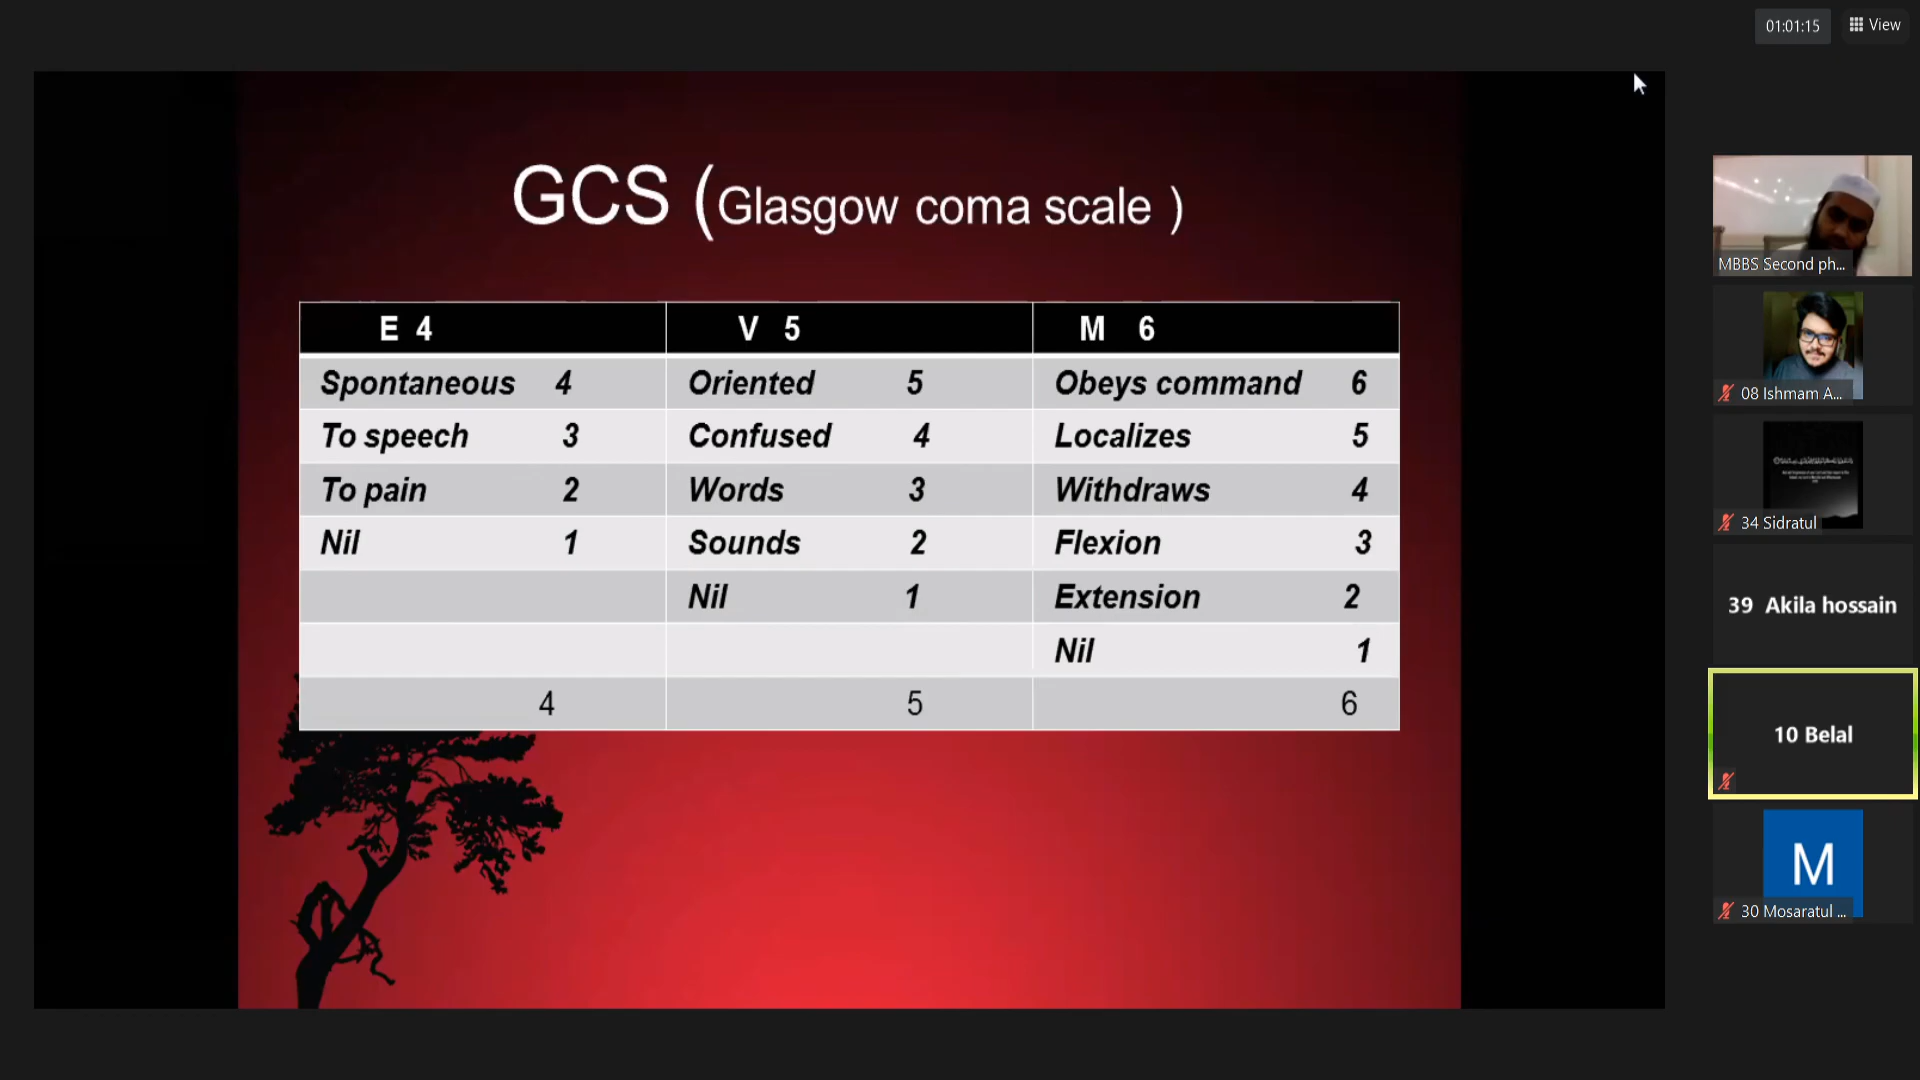 01:01:15 View
GCS (Glasgow coma scale )
E 4 V 5 M 6
Spontaneous 4 Oriented 5 Obeys command 6
To speech 3 Confused 4 Localizes 5
To pain 2 Words 3 Withdraws 4
Nil 1 Sounds 2 Flexion 3
Nil 1 Extension 2
Nil 1
4 5 6
MBBS Second ph...
08 Ishmam A...
34 Sidratul
39 Akila hossain
10 Belal
M
30 Mosaratul ...